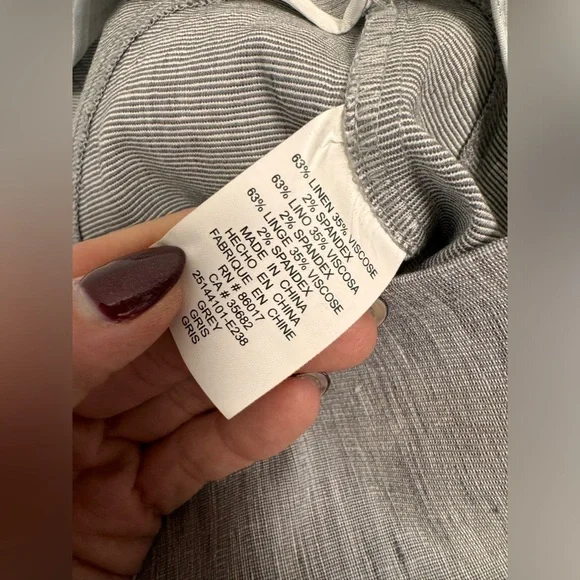 63% LINEN 35% VISCOSE
2% SPANDEX
63% LINO 35% VISCOSA
2% SPANDEX
63% LINGE 35% VISCOSE
2% SPANDEX
MADE IN CHINA
HECHO EN CHINA
FABRIQUE EN CHINE
RN # 86017
CA # 35682
25144101-E238
GREY
GRIS
GRIS